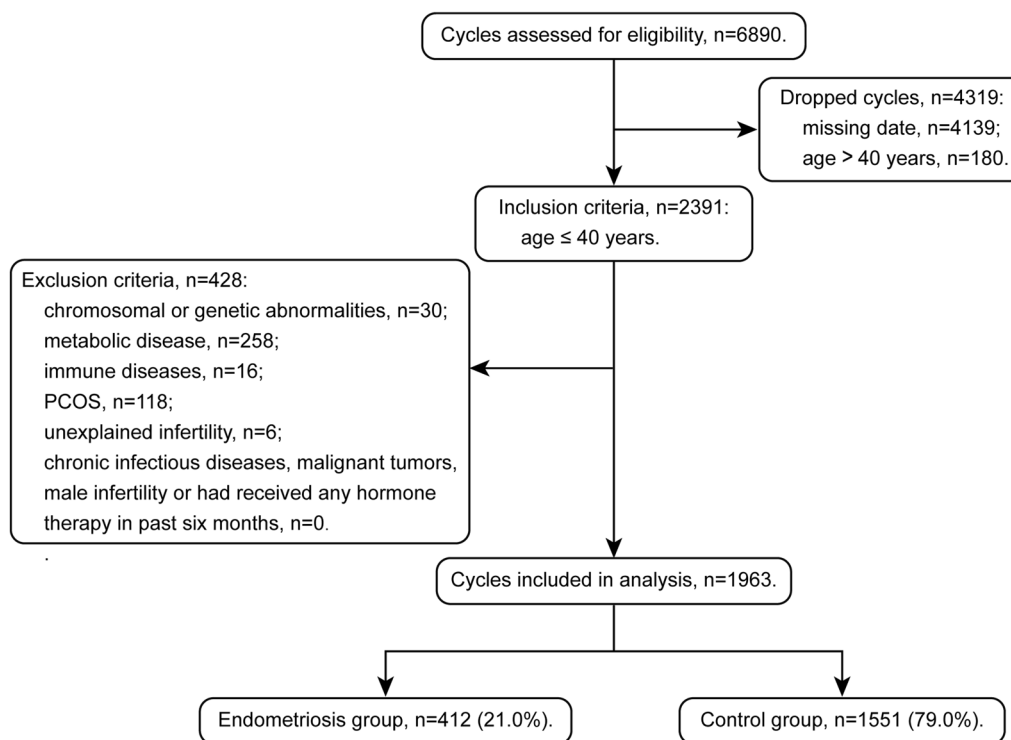 Cycles assessed for eligibility, n=6890.
Dropped cycles, n=4319:
missing date, n=4139;
age > 40 years, n=180.
Inclusion criteria, n=2391:
age ≤ 40 years.
Exclusion criteria, n=428:
chromosomal or genetic abnormalities, n=30;
metabolic disease, n=258;
immune diseases, n=16;
PCOS, n=118;
unexplained infertility, n=6;
chronic infectious diseases, malignant tumors,
male infertility or had received any hormone
therapy in past six months, n=0.
.
Cycles included in analysis, n=1963.
Endometriosis group, n=412 (21.0%).
Control group, n=1551 (79.0%).